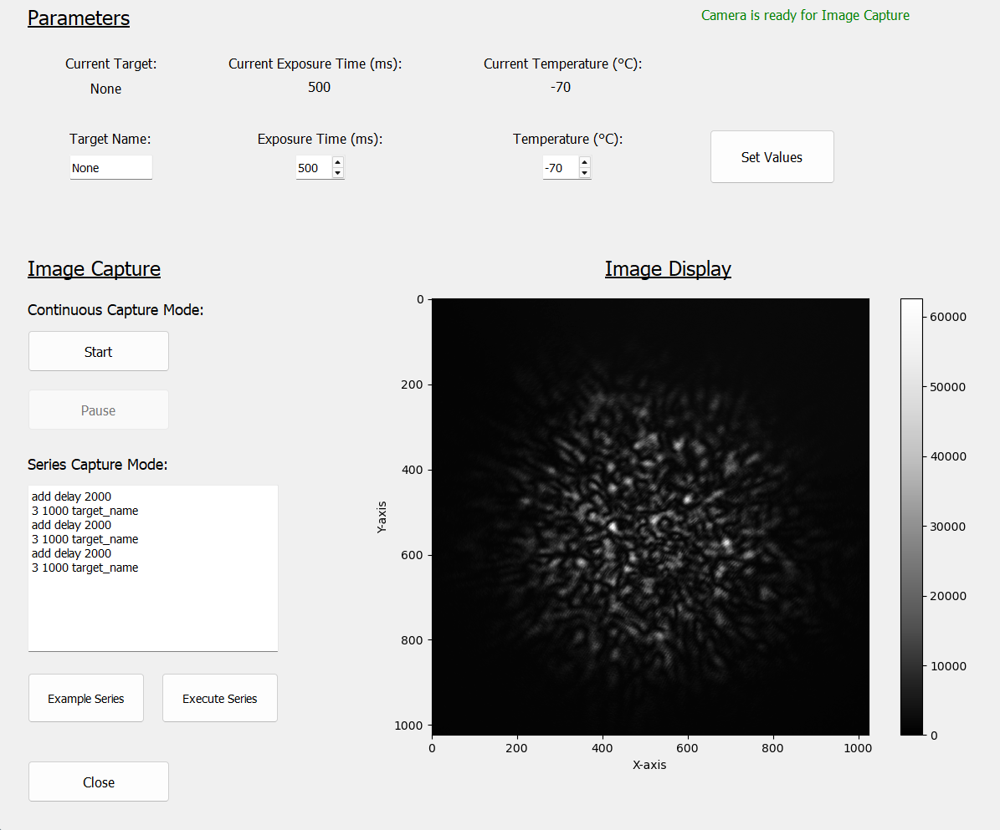 Parameters
Camera is ready for Image Capture
Current Target:
Current Exposure Time (ms):
Current Temperature (°C):
None
500
-70
Target Name:
Exposure Time (ms):
Temperature (°C):
None
500
-70
Set Values
Image Capture
Continuous Capture Mode:
Start
Pause
Series Capture Mode:
add delay 2000
3 1000 target_name
add delay 2000
3 1000 target_name
add delay 2000
3 1000 target_name
Example Series
Execute Series
Close
Image Display
0
200
400
600
800
1000
Y-axis
0
200
400
600
800
1000
X-axis
60000
50000
40000
30000
20000
10000
0